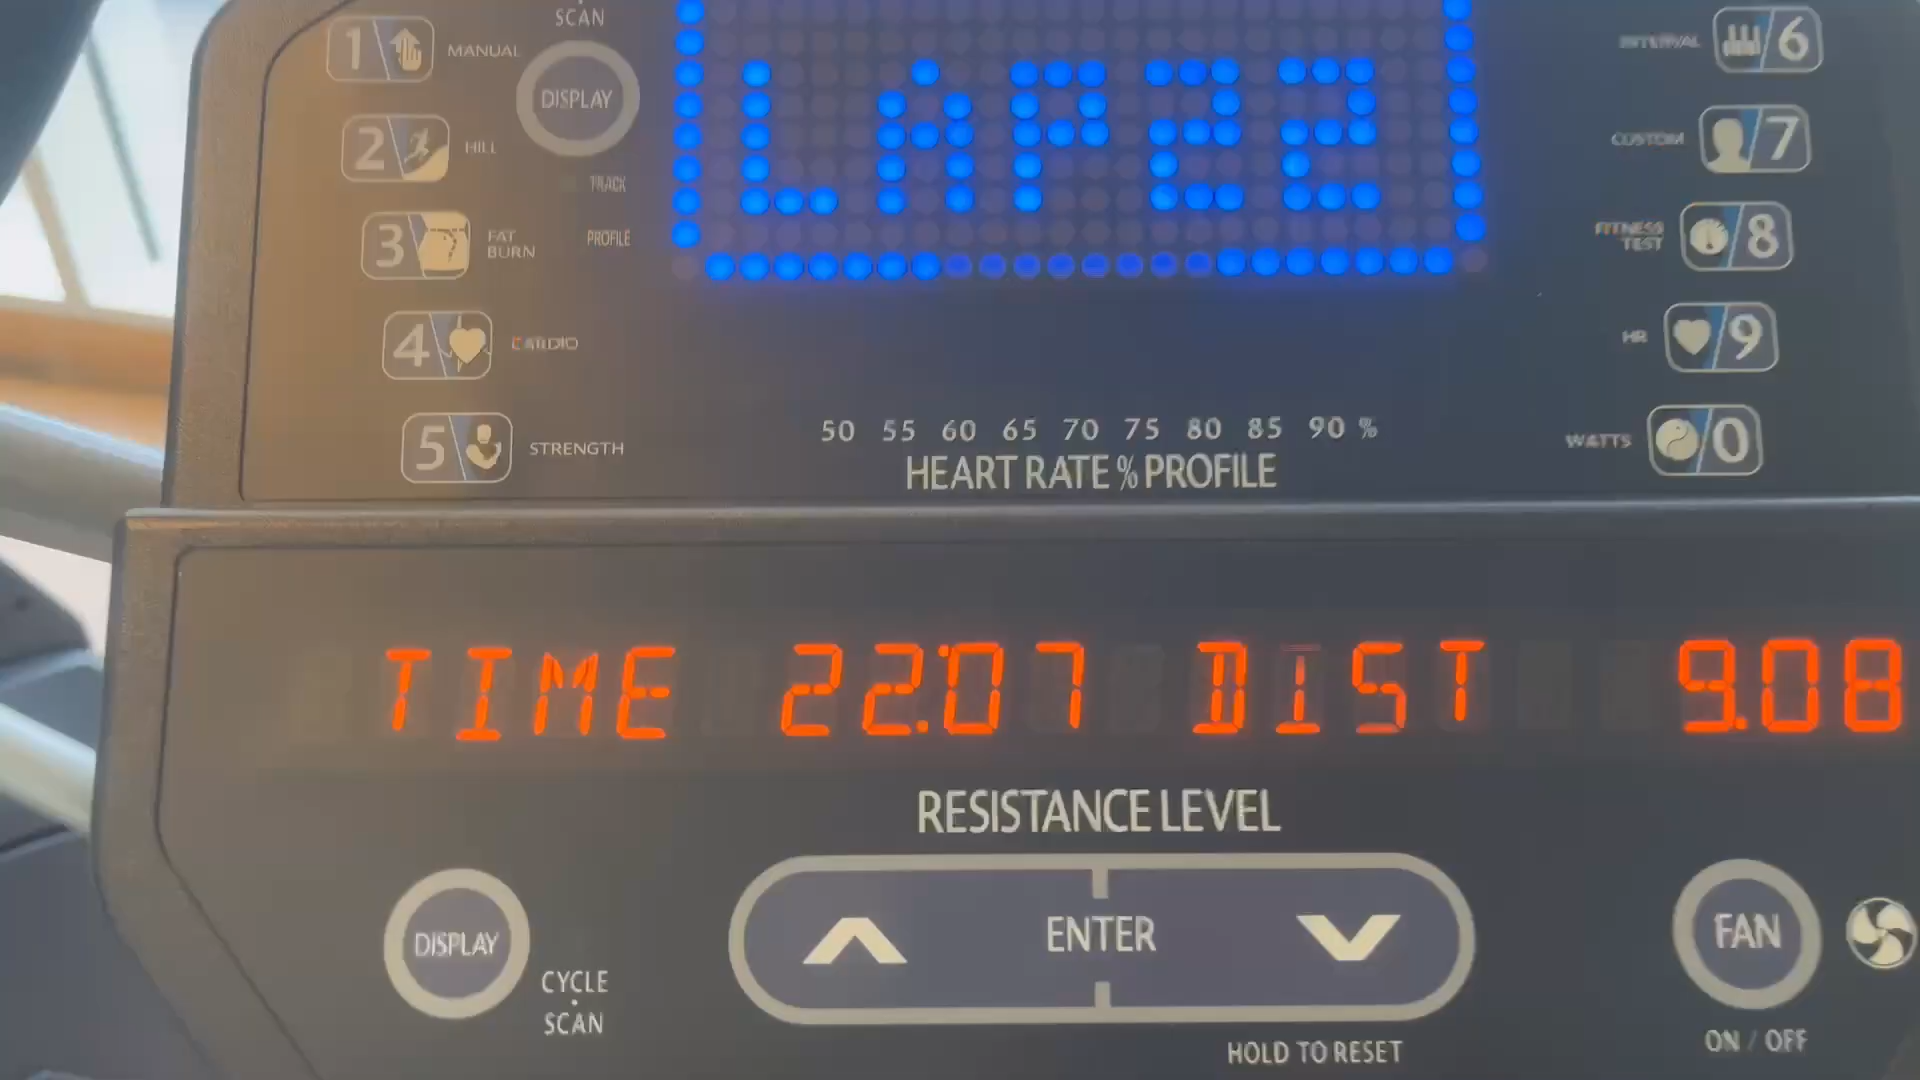 SCAN
1 MANUAL
DISPLAY
2 HILL
TRACK
3 FAT
BURN
PROFILE
4 CARDIO
5 STRENGTH
LAP22
INTERVAL 6
CUSTOM 7
FITNESS
TEST 8
HR 9
WATTS 0
50 55 60 65 70 75 80 85 90 %
HEART RATE % PROFILE
TIME 22:07 DIST 9.08
RESISTANCE LEVEL
DISPLAY
CYCLE
SCAN
ENTER
HOLD TO RESET
FAN
ON / OFF